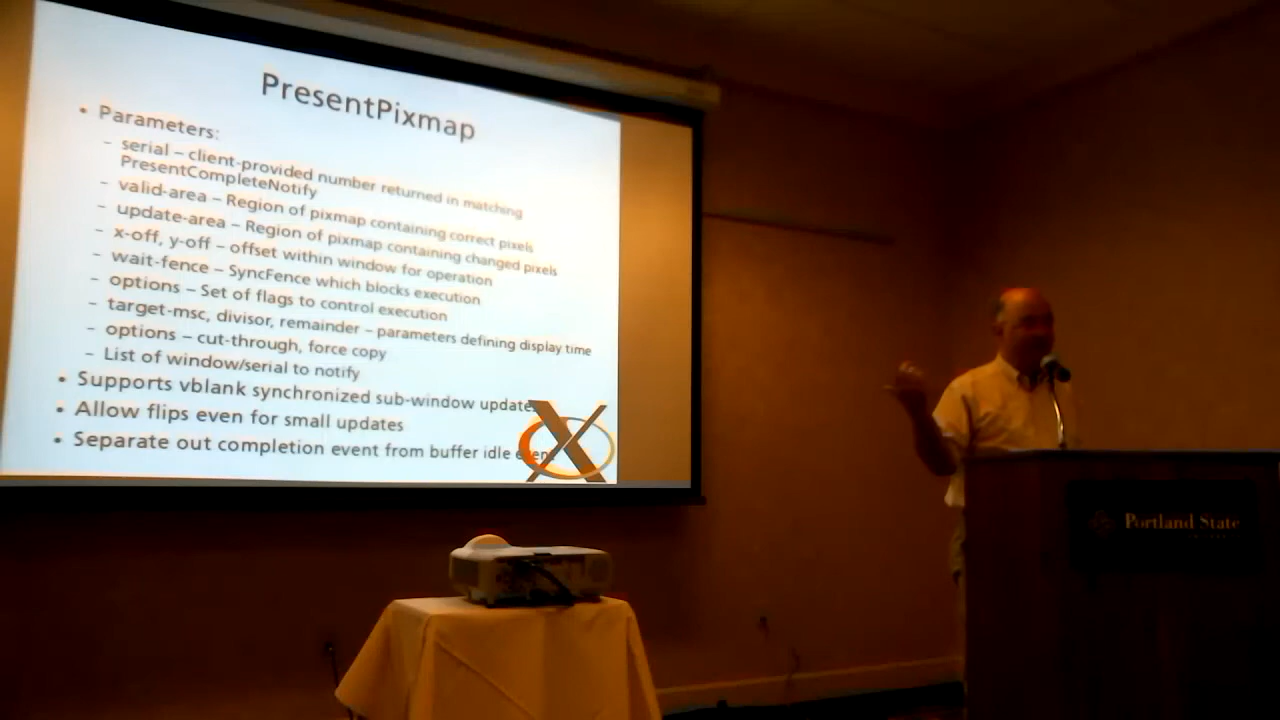 PresentPixmap
• Parameters:
– serial – client-provided number returned in matching
PresentCompleteNotify
– valid-area – Region of pixmap containing correct pixels
– update-area – Region of pixmap containing changed pixels
– x-off, y-off – offset within window for operation
– wait-fence – SyncFence which blocks execution
– options – Set of flags to control execution
– target-msc, divisor, remainder – parameters defining display time
– options – cut-through, force copy
– List of window/serial to notify
• Supports vblank synchronized sub-window update
• Allow flips even for small updates
• Separate out completion event from buffer idle event
X
Portland State